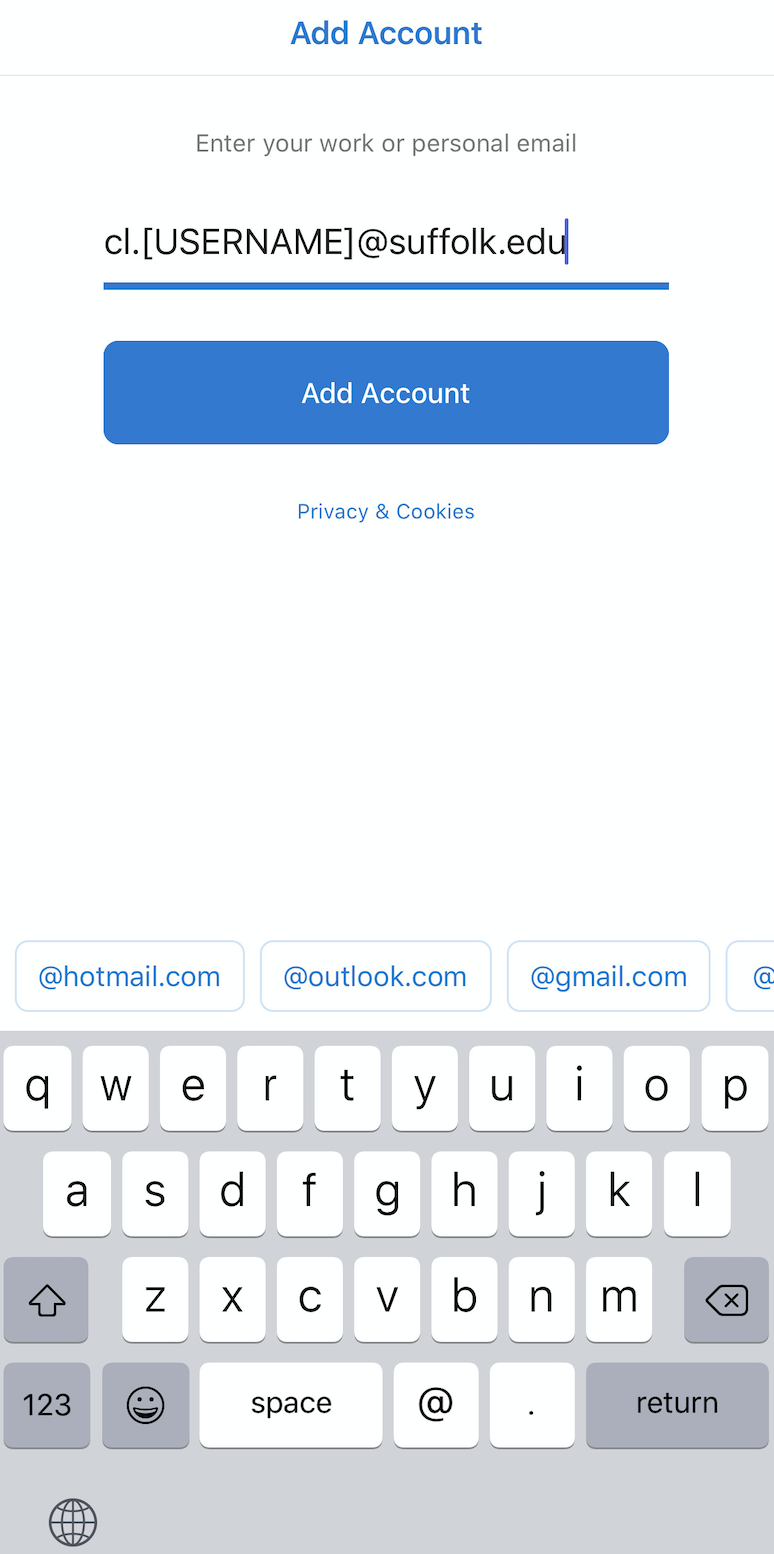 Add Account
Enter your work or personal email
cl.[USERNAME]@suffolk.edu
Add Account
Privacy & Cookies
@hotmail.com @outlook.com @gmail.com @
q w e r t y u i o p
a s d f g h j k l
z x c v b n m
123 space @ . return